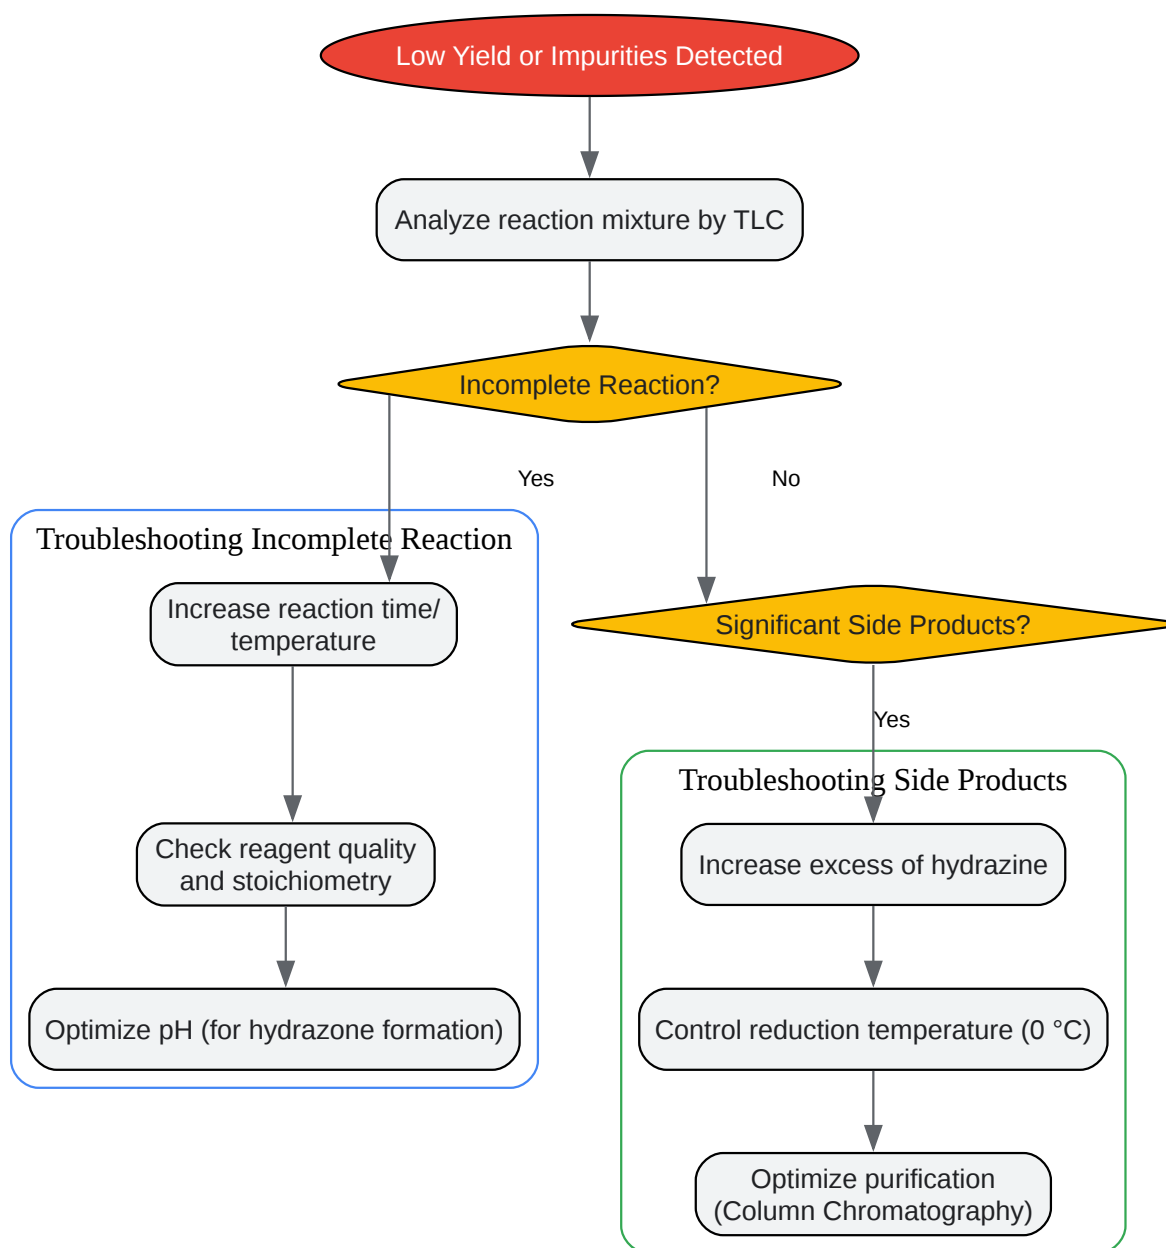 Low Yield or Impurities Detected
Analyze reaction mixture by TLC
Incomplete Reaction?
Yes
No
Troubleshooting Incomplete Reaction
Increase reaction time/
temperature
Significant Side Products?
Yes
Troubleshooting Side Products
Check reagent quality
and stoichiometry
Increase excess of hydrazine
Optimize pH (for hydrazone formation)
Control reduction temperature (0 °C)
Optimize purification
(Column Chromatography)